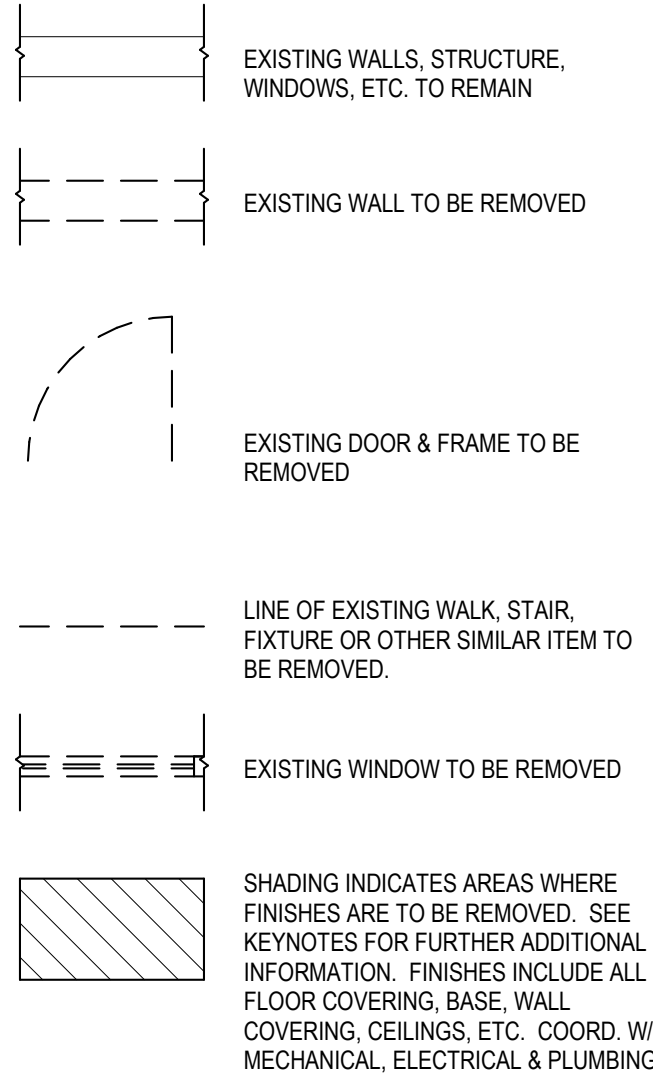 EXISTING WALLS, STRUCTURE,
WINDOWS, ETC. TO REMAIN
EXISTING WALL TO BE REMOVED
EXISTING DOOR & FRAME TO BE
REMOVED
LINE OF EXISTING WALK, STAIR,
FIXTURE OR OTHER SIMILAR ITEM TO
BE REMOVED.
EXISTING WINDOW TO BE REMOVED
SHADING INDICATES AREAS WHERE
FINISHES ARE TO BE REMOVED.  SEE
KEYNOTES FOR FURTHER ADDITIONAL
INFORMATION.  FINISHES INCLUDE ALL
FLOOR COVERING, BASE, WALL
COVERING, CEILINGS, ETC.  COORD. W/
MECHANICAL, ELECTRICAL & PLUMBING